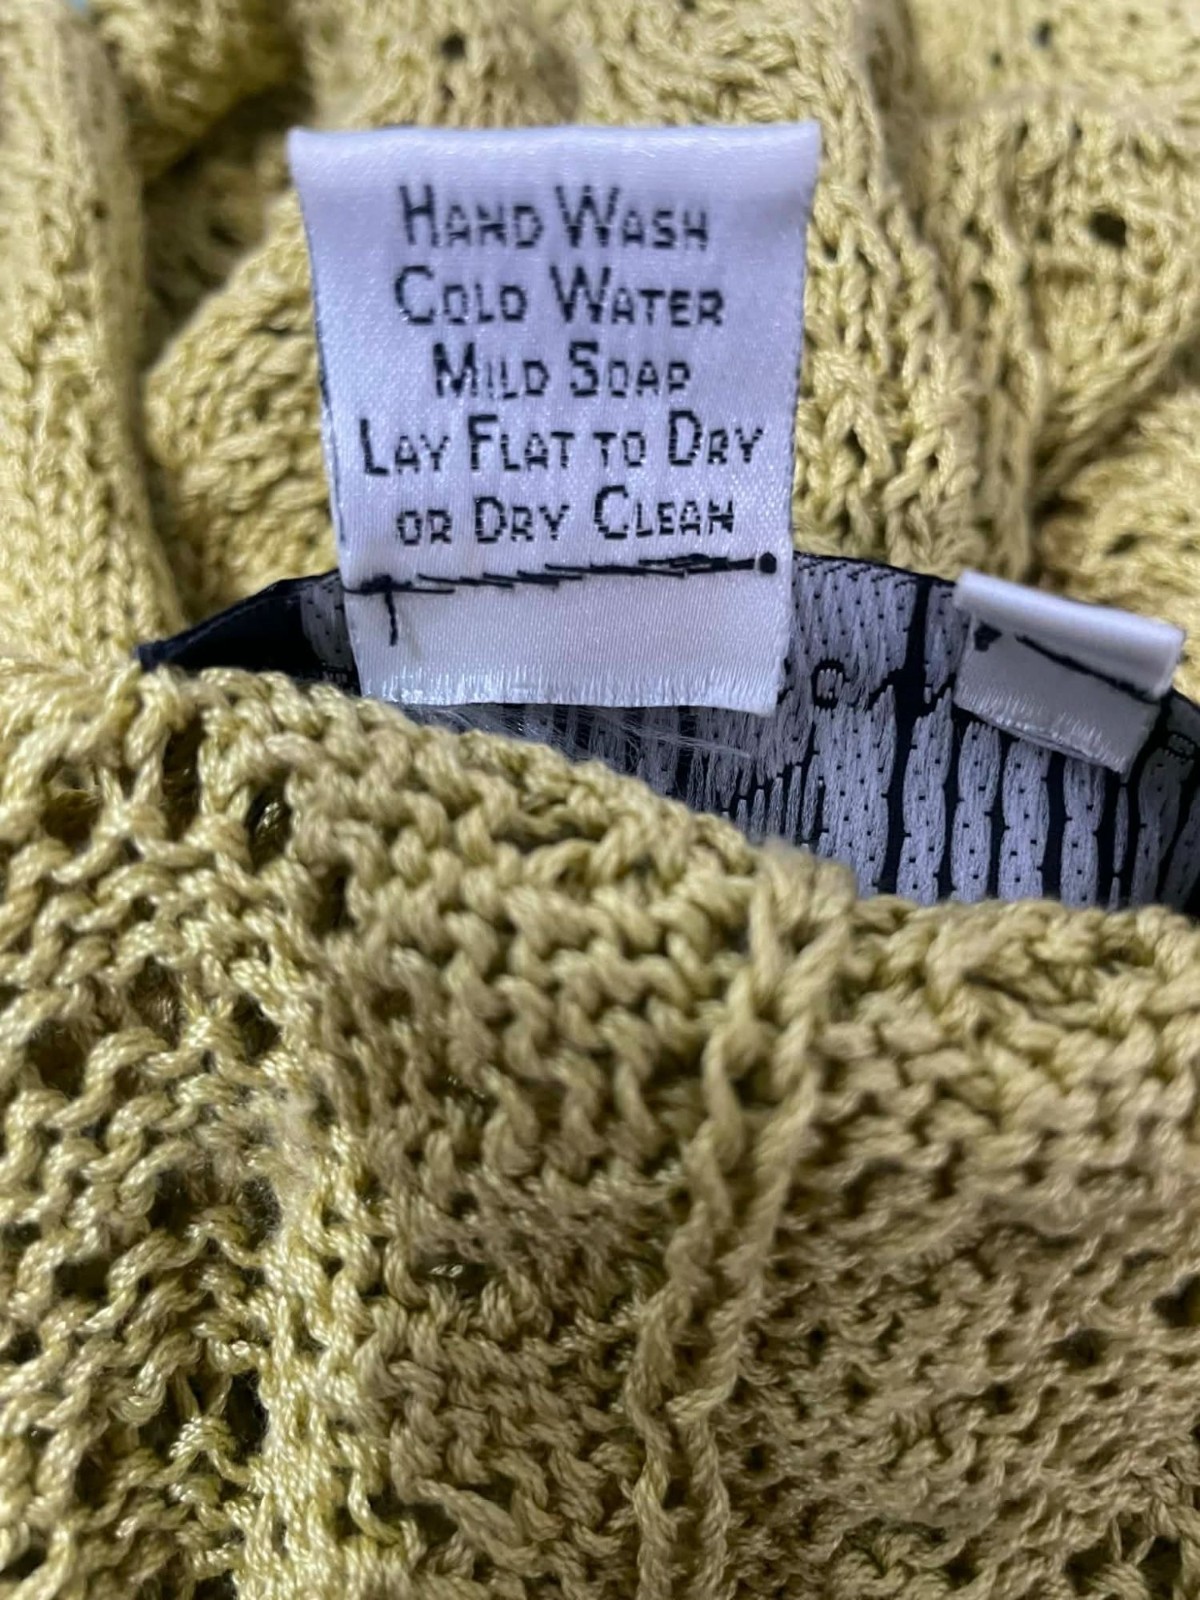 HAND WASH
COLD WATER
MILD SOAP
LAY FLAT TO DRY
OR DRY CLEAN